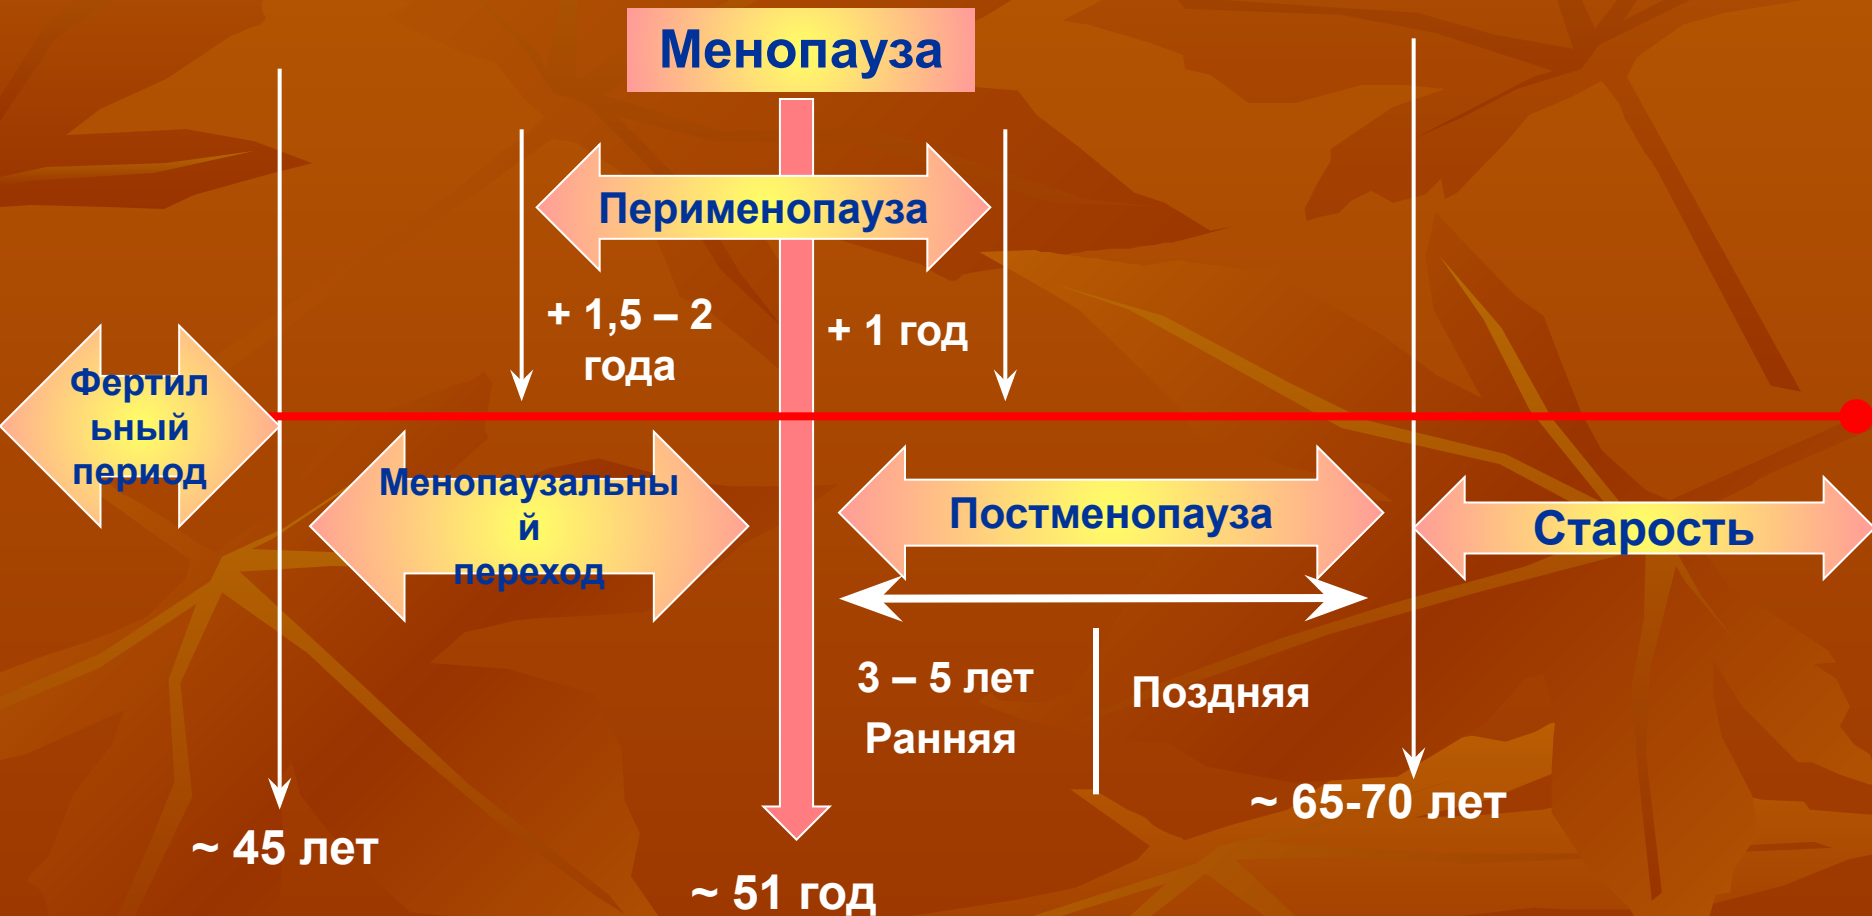 Менопауза
Перименопауза
+ 1,5 – 2
года
+ 1 год
Фертил
ьный
период
Менопаузальны
й
переход
Постменопауза
Старость
3 – 5 лет
Ранняя
Поздняя
~ 65-70 лет
~ 45 лет
~ 51 год